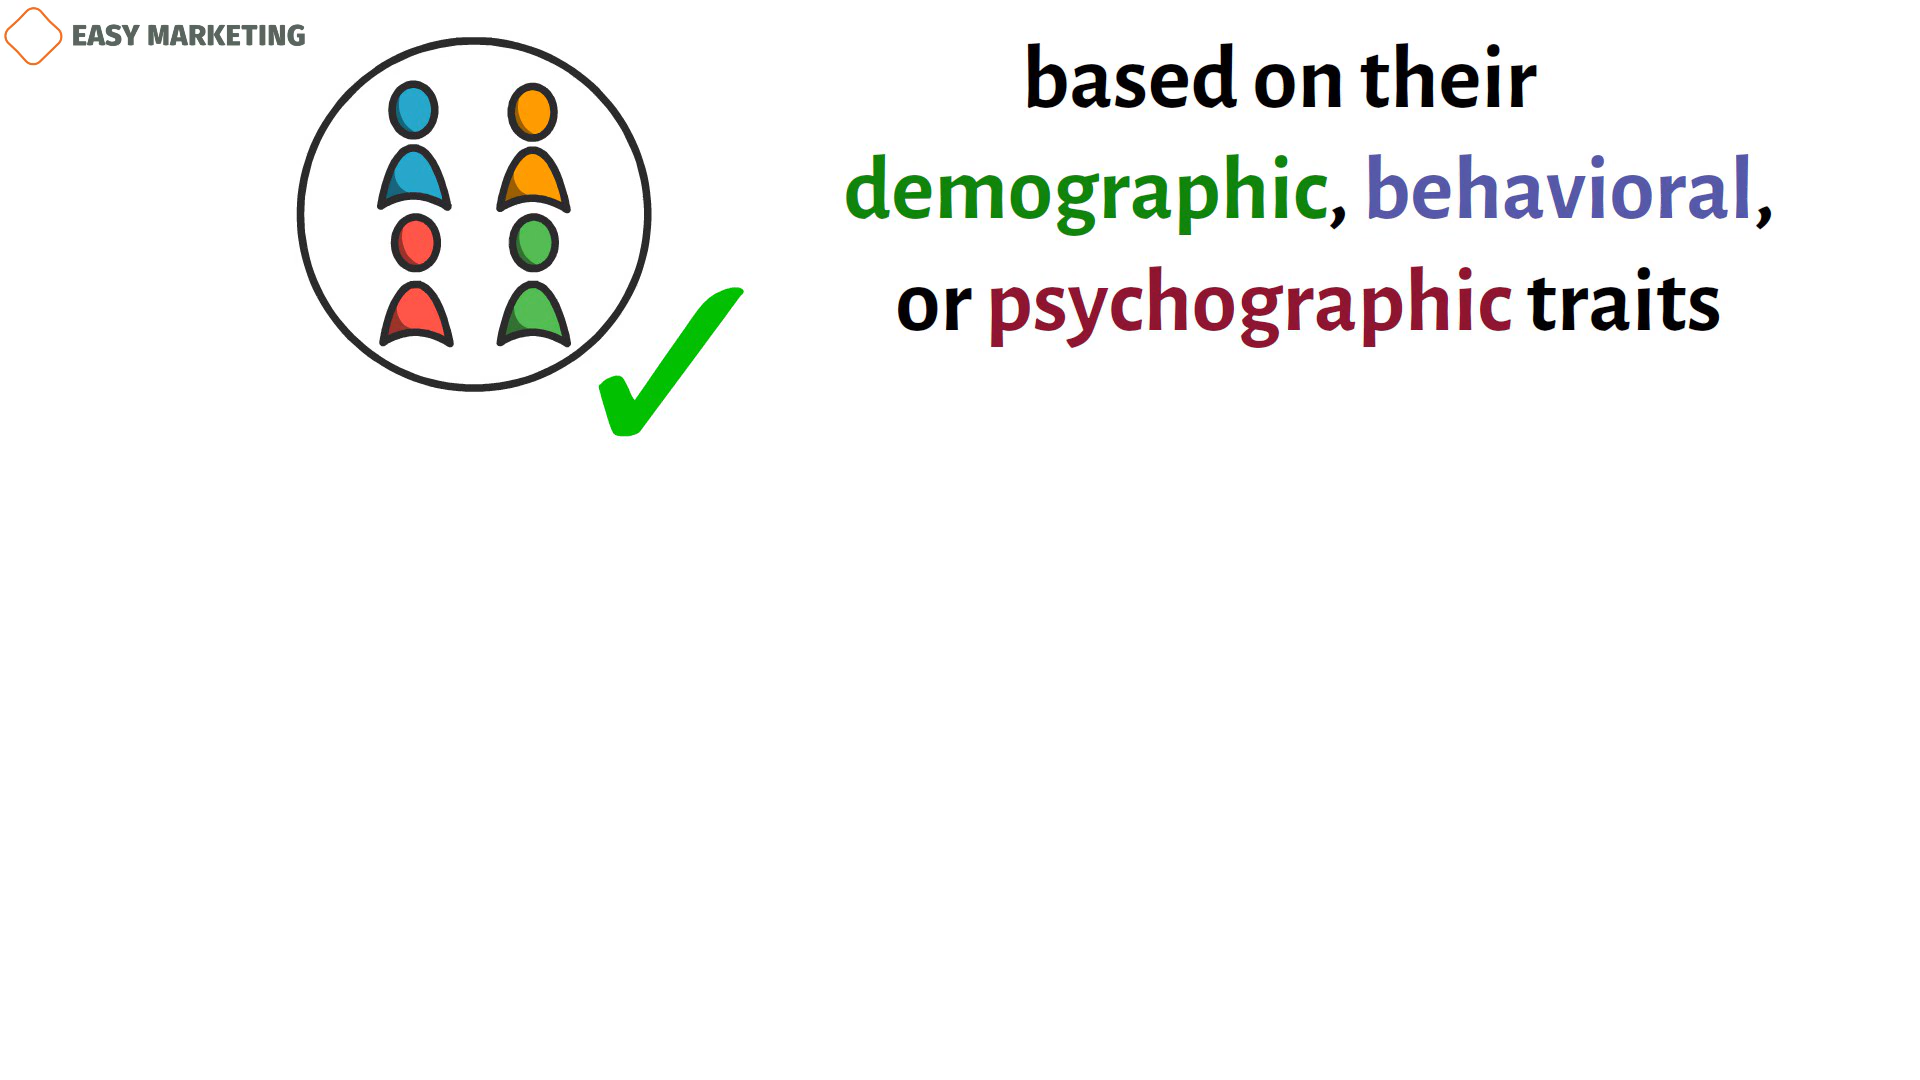 EASY MARKETING
based on their
demographic, behavioral,
or psychographic traits